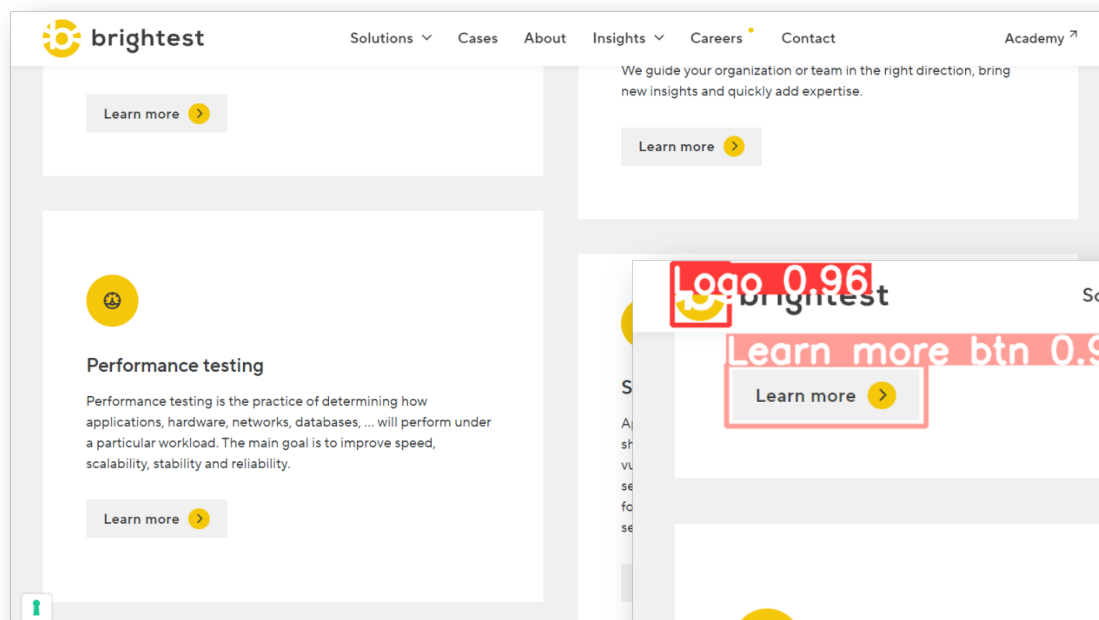 brightest
Solutions
Cases
About
Insights
Careers
Contact
Academy
Learn more
We guide your organization or team in the right direction, bring
new insights and quickly add expertise.
Learn more
Performance testing
Performance testing is the practice of determining how
applications, hardware, networks, databases, ... will perform under
a particular workload. The main goal is to improve speed,
scalability, stability and reliability.
Learn more
Logo 0.96
brightest
Learn more btn 0.9
Learn more